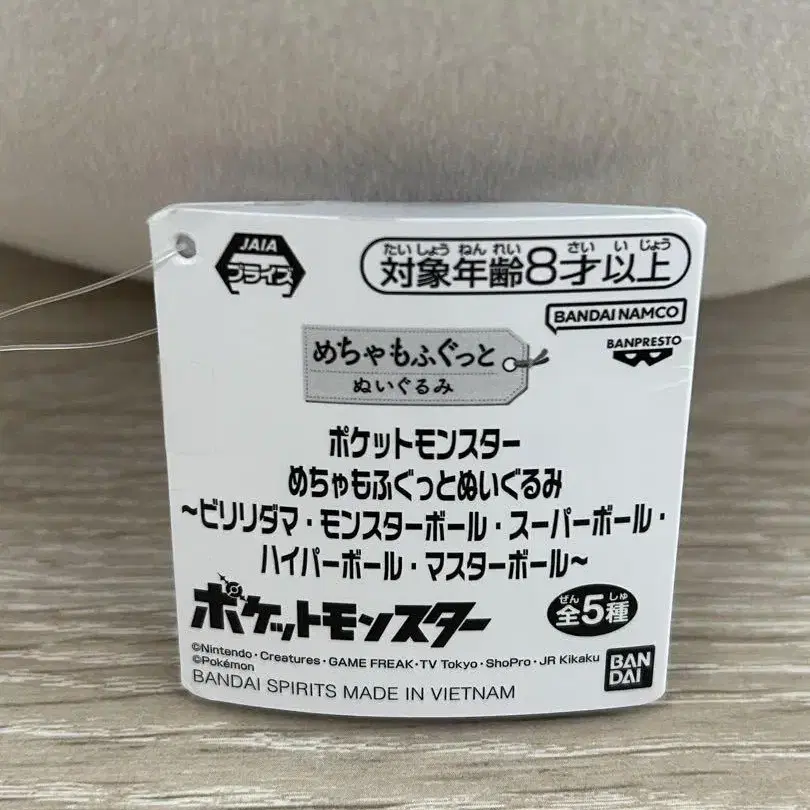 JAIA
プライズ
たいしょうねんれい さいいじょう
対象年齢8才以上
BANDAI NAMCO
BANPRESTO
めちゃもふぐっと
ぬいぐるみ
ポケットモンスター
めちゃもふぐっとぬいぐるみ
～ビリリダマ・モンスターボール・スーパーボール・
ハイパーボール・マスターボール～
ポケットモンスター
ぜん しゅ
全5種
©Nintendo・Creatures・GAME FREAK・TV Tokyo・ShoPro・JR Kikaku
©Pokémon
BANDAI SPIRITS MADE IN VIETNAM
BAN
DAI